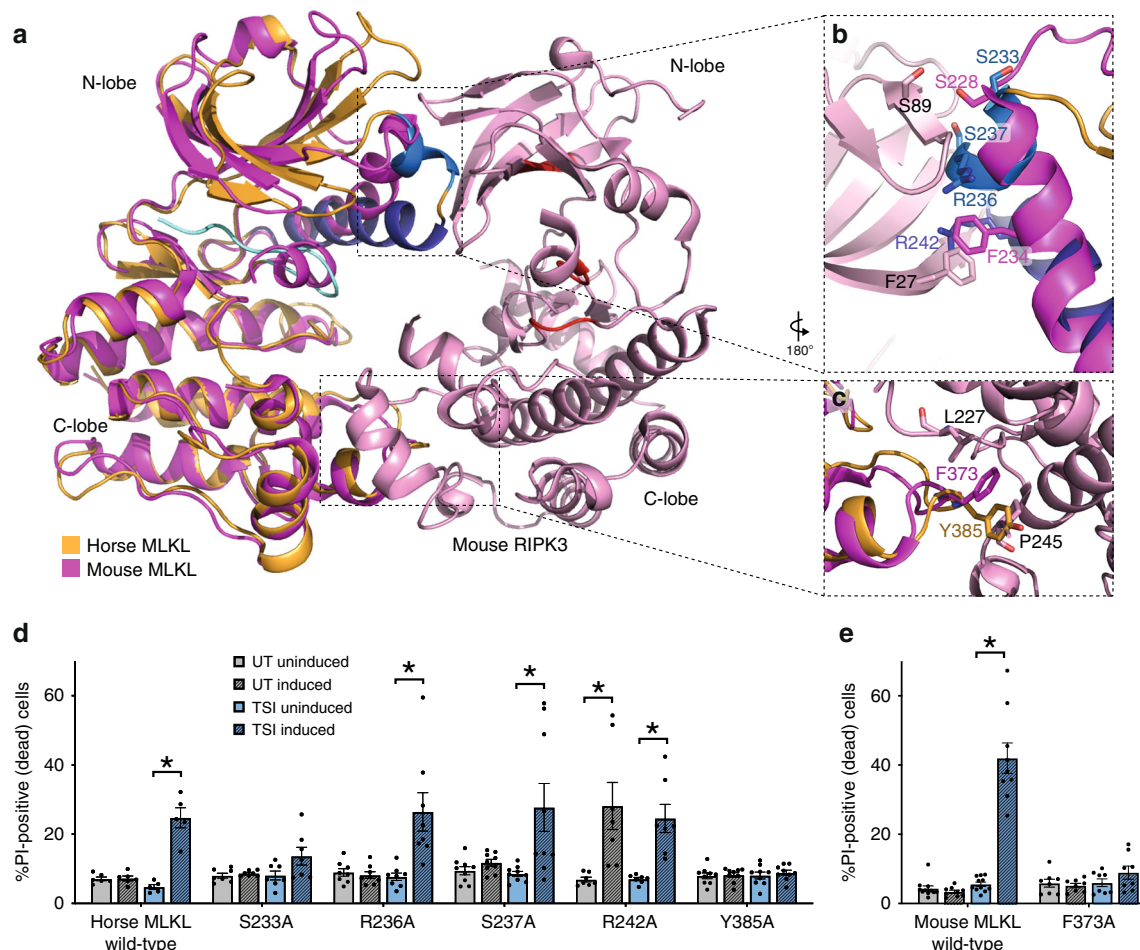 a
N-lobe
N-lobe
C-lobe
C-lobe
Mouse RIPK3
Horse MLKL
Mouse MLKL
b
S233
S228
S89
S237
R236
R242
F234
F27
180°
c
L227
F373
Y385
P245
d
%PI-positive (dead) cells
60
40
20
0
UT uninduced
UT induced
TSI uninduced
TSI induced
*
*
*
*
*
Horse MLKL
wild-type
S233A
R236A
S237A
R242A
Y385A
e
%PI-positive (dead) cells
60
40
20
0
*
Mouse MLKL
wild-type
F373A